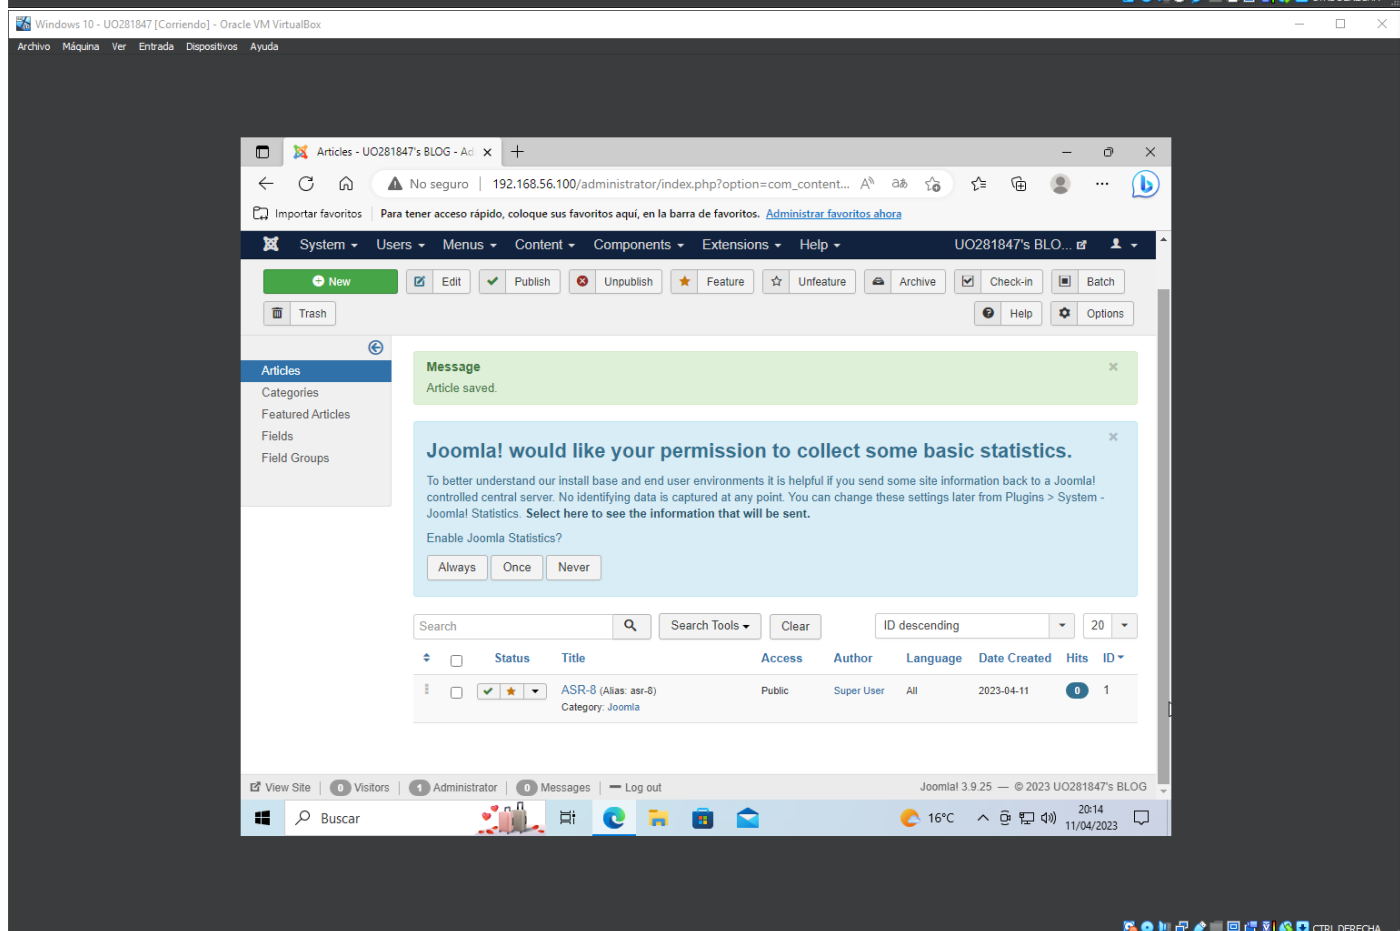 Windows 10 - UO281847 [Corriendo] - Oracle VM VirtualBox
Archivo Máquina Ver Entrada Dispositivos Ayuda
Articles - UO281847's BLOG - Ad
No seguro 192.168.56.100/administrator/index.php?option=com_content...
Importar favoritos Para tener acceso rápido, coloque sus favoritos aquí, en la barra de favoritos. Administrar favoritos ahora
System Users Menus Content Components Extensions Help UO281847's BLO...
New Edit Publish Unpublish Feature Unfeature Archive Check-in Batch
Trash Help Options
Articles
Categories
Featured Articles
Fields
Field Groups
Message
Article saved.
Joomla! would like your permission to collect some basic statistics.
To better understand our install base and end user environments it is helpful if you send some site information back to a Joomla!
controlled central server. No identifying data is captured at any point. You can change these settings later from Plugins > System -
Joomla! Statistics. Select here to see the information that will be sent.
Enable Joomla Statistics?
Always Once Never
Search Search Tools Clear ID descending 20
Status Title Access Author Language Date Created Hits ID
ASR-8 (Alias: asr-8) Public Super User All 2023-04-11 0 1
Category: Joomla
View Site 0 Visitors 1 Administrator 0 Messages Log out Joomla! 3.9.25 — © 2023 UO281847's BLOG
Buscar 16°C 20:14
11/04/2023
CTRL DERECHA